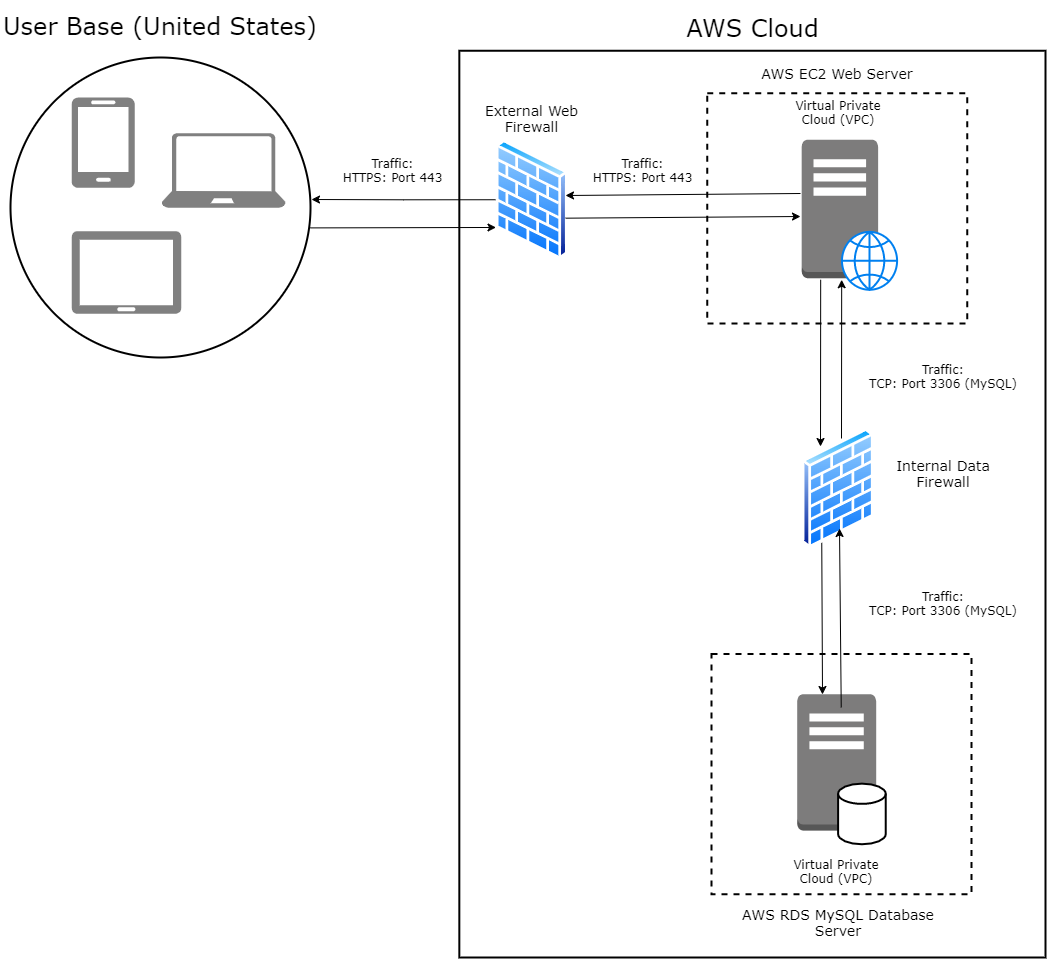 User Base (United States)
AWS Cloud
AWS EC2 Web Server
Virtual Private
Cloud (VPC)
External Web
Firewall
Traffic:
HTTPS: Port 443
Traffic:
HTTPS: Port 443
Traffic:
TCP: Port 3306 (MySQL)
Internal Data
Firewall
Traffic:
TCP: Port 3306 (MySQL)
Virtual Private
Cloud (VPC)
AWS RDS MySQL Database
Server